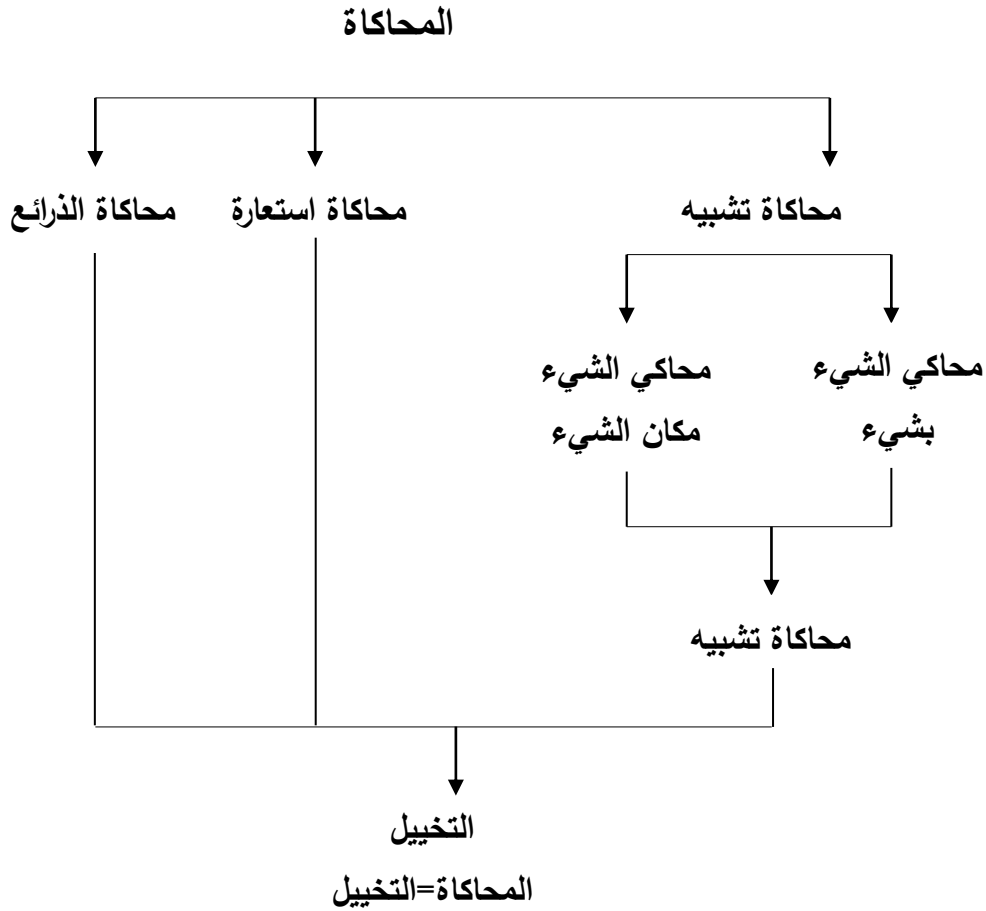 المحاكاة
محاكاة تشبيه
محاكاة استعارة
محاكاة الذرائع
محاكي الشيء
بشيء
محاكي الشيء
مكان الشيء
محاكاة تشبيه
التخييل
المحاكاة=التخييل